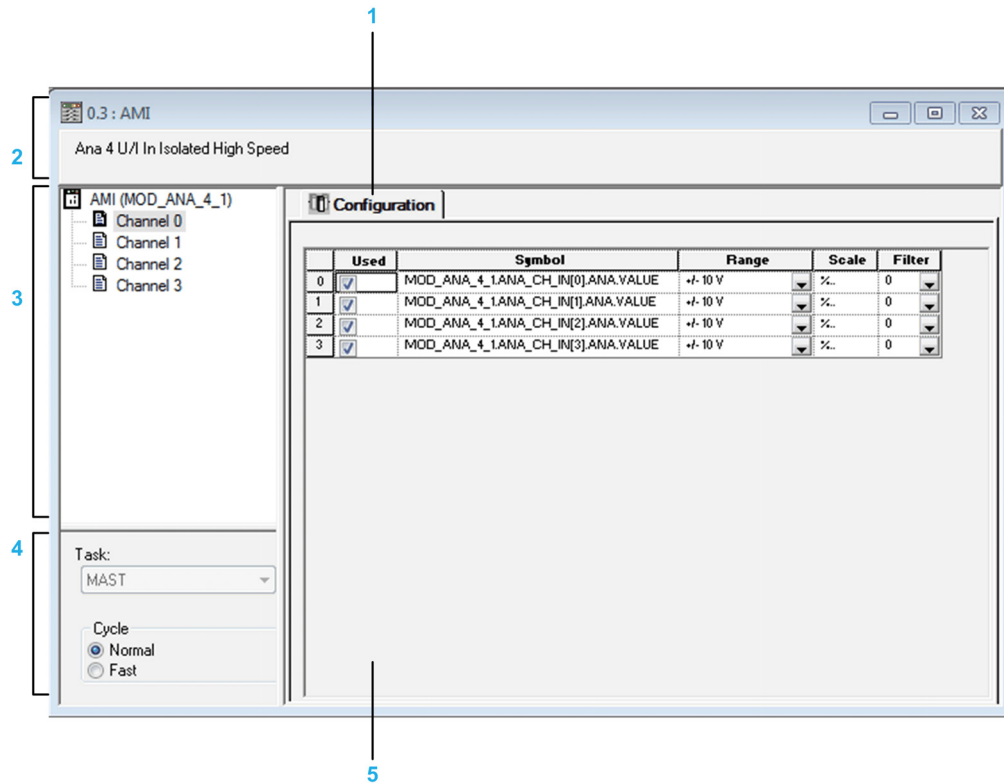 1
0.3 : AMI
2
Ana 4 U/I In Isolated High Speed
3
AMI (MOD_ANA_4_1)
Channel 0
Channel 1
Channel 2
Channel 3
Configuration
Used Symbol Range Scale Filter
0 MOD_ANA_4_1.ANA_CH_IN[0].ANA.VALUE +/- 10 V %.. 0
1 MOD_ANA_4_1.ANA_CH_IN[1].ANA.VALUE +/- 10 V %.. 0
2 MOD_ANA_4_1.ANA_CH_IN[2].ANA.VALUE +/- 10 V %.. 0
3 MOD_ANA_4_1.ANA_CH_IN[3].ANA.VALUE +/- 10 V %.. 0
4
Task:
MAST
Cycle
Normal
Fast
5